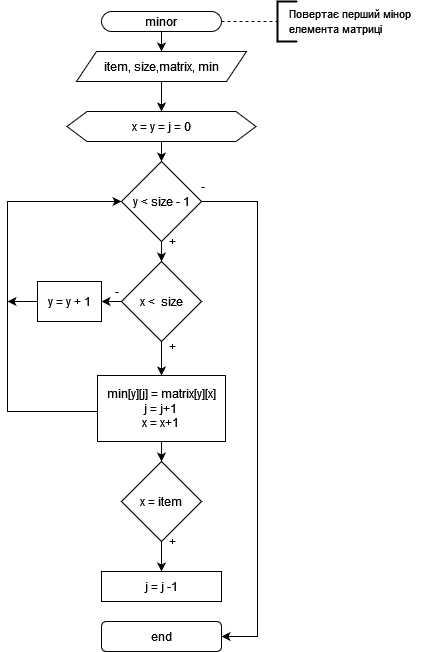 minor
Повертає перший мінор
елемента матриці
item, size,matrix, min
x = y = j = 0
y < size - 1
-
+
x < size
-
y = y + 1
+
min[y][j] = matrix[y][x]
j = j+1
x = x+1
x = item
+
j = j -1
end